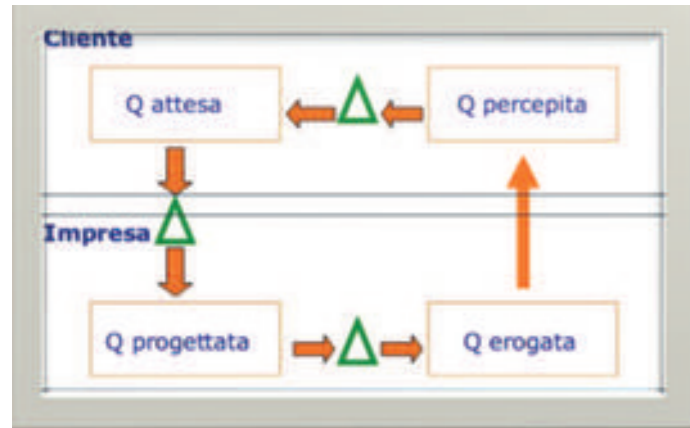 Cliente
Q attesa
Q percepita
Impresa
Q progettata
Q erogata